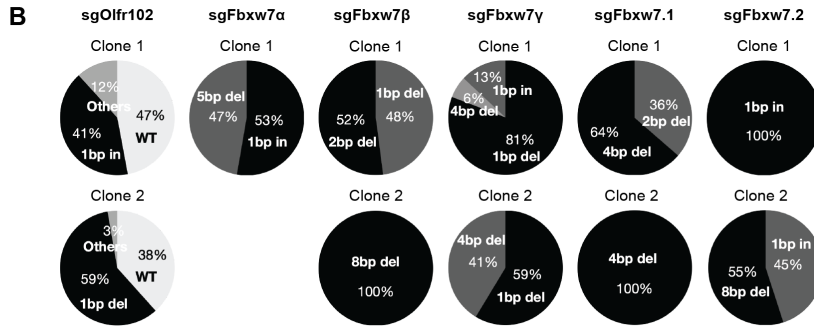 B
sgOlfr102 sgFbxw7α sgFbxw7β sgFbxw7γ sgFbxw7.1 sgFbxw7.2
Clone 1 Clone 1 Clone 1 Clone 1 Clone 1 Clone 1
12%
Others
47%
WT
41%
1bp in
5bp del
47%
53%
1bp in
1bp del
48%
52%
2bp del
13%
1bp in
6%
4bp del
81%
1bp del
36%
2bp del
64%
4bp del
1bp in
100%
Clone 2 Clone 2 Clone 2 Clone 2 Clone 2
3%
Others
38%
WT
59%
1bp del
8bp del
100%
4bp del
41%
59%
1bp del
4bp del
100%
1bp in
45%
55%
8bp del